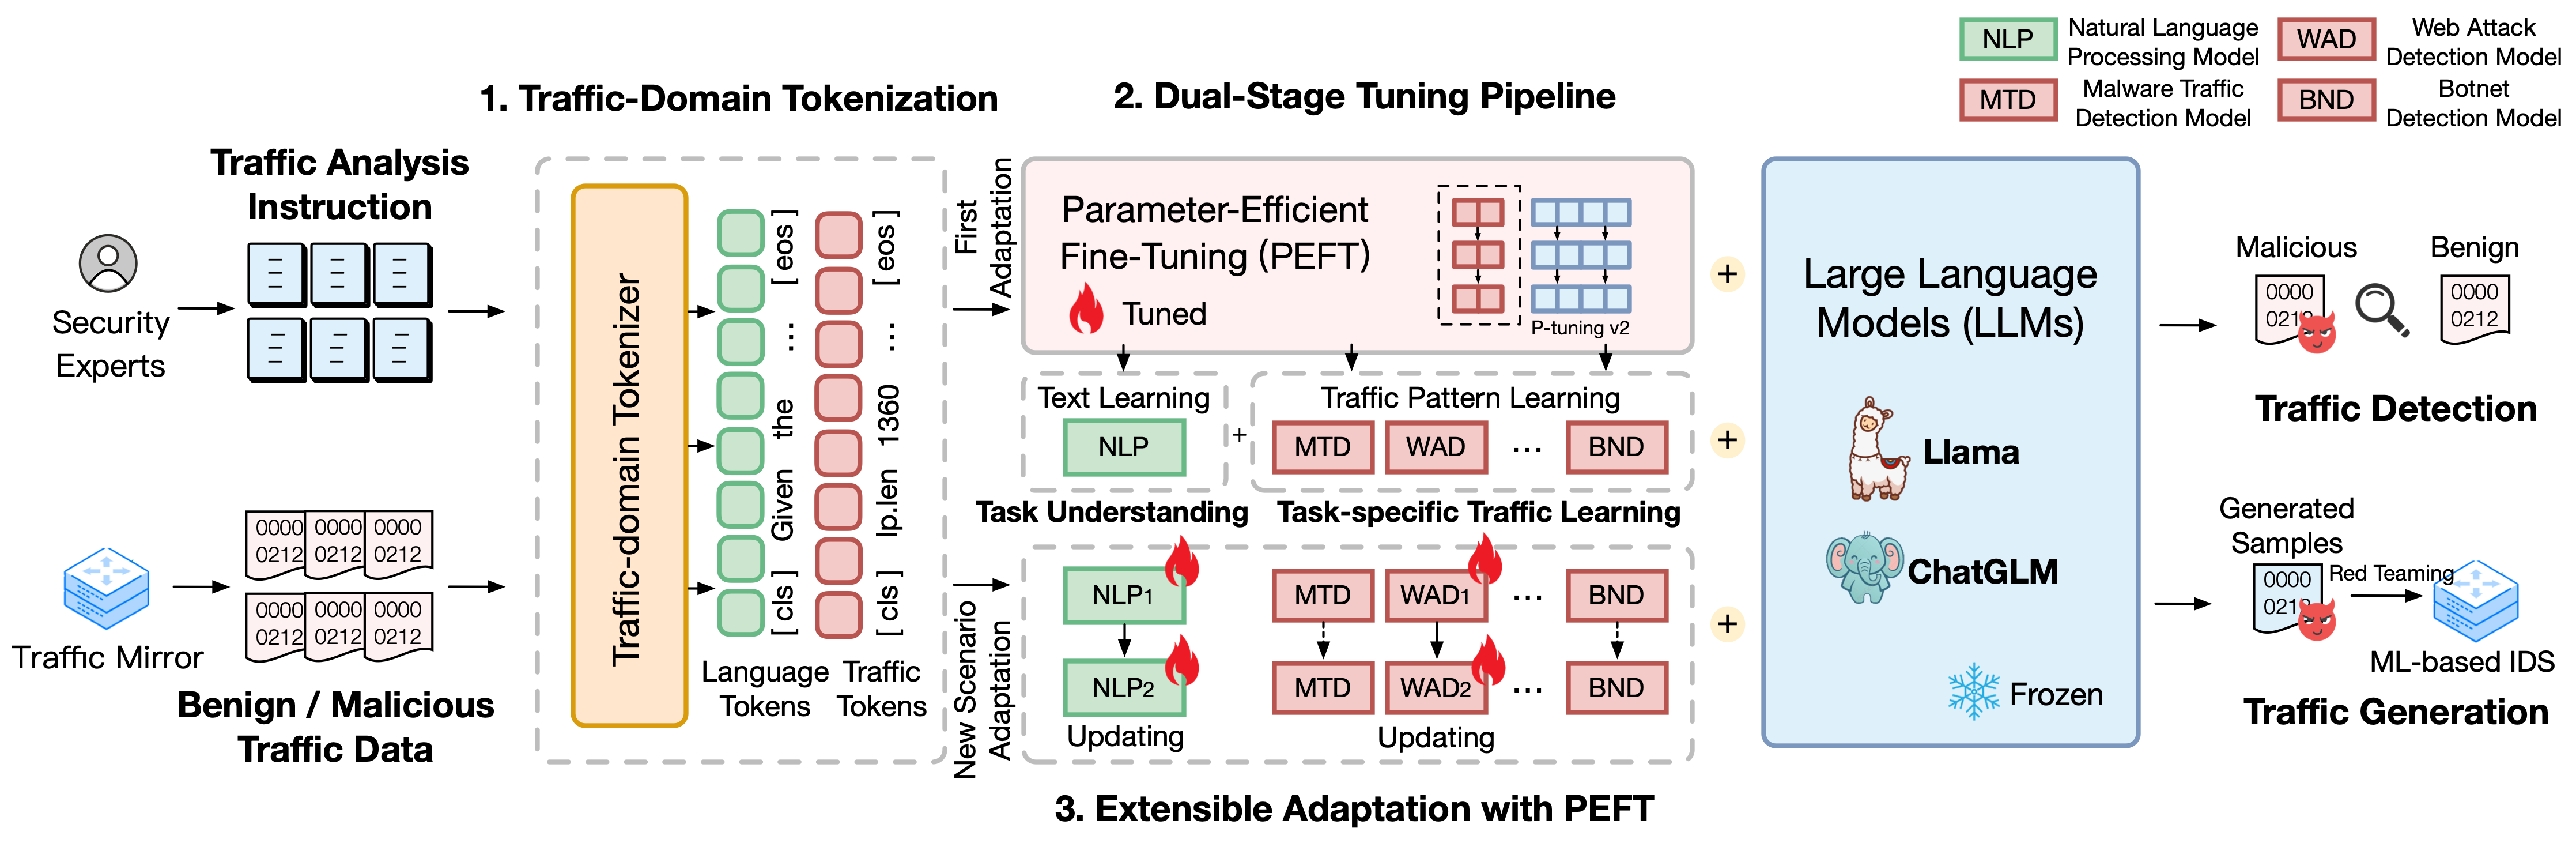 NLP
Natural Language
Processing Model
WAD
Web Attack
Detection Model
MTD
Malware Traffic
Detection Model
BND
Botnet
Detection Model
1. Traffic-Domain Tokenization
2. Dual-Stage Tuning Pipeline
Traffic Analysis
Instruction
Security
Experts
Traffic Mirror
0000
0212
0000
0212
0000
0212
0000
0212
0000
0212
0000
0212
Benign / Malicious
Traffic Data
Traffic-domain Tokenizer
[ cls ] Given the ... [ eos ]
[ cls ] Ip.len 1360 ... [ eos ]
Language
Tokens
Traffic
Tokens
First
Adaptation
New Scenario
Adaptation
Parameter-Efficient
Fine-Tuning (PEFT)
Tuned
P-tuning v2
Text Learning
NLP
+
Traffic Pattern Learning
MTD
WAD
...
BND
Task Understanding
Task-specific Traffic Learning
NLP1
MTD
WAD1
...
BND
NLP2
MTD
WAD2
...
BND
Updating
Updating
3. Extensible Adaptation with PEFT
+
+
+
Large Language
Models (LLMs)
Llama
ChatGLM
Frozen
Malicious
Benign
0000
0212
0000
0212
Traffic Detection
Generated
Samples
0000
0212
Red Teaming
ML-based IDS
Traffic Generation